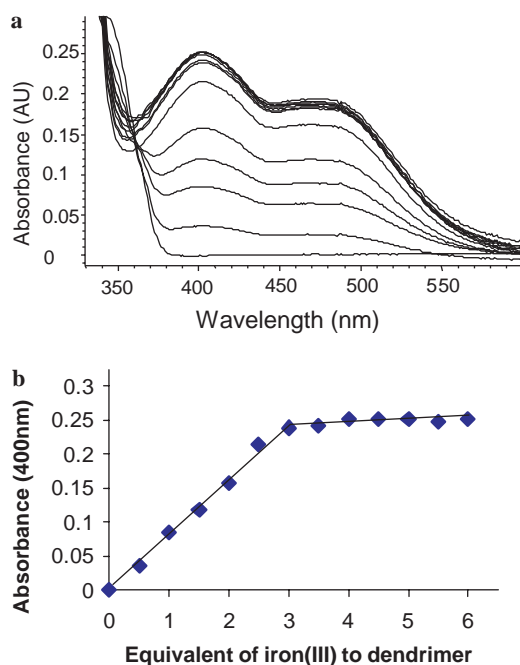 a
Absorbance (AU)
0.25
0.2
0.15
0.1
0.05
0
350 400 450 500 550
Wavelength (nm)
b
Absorbance (400nm)
0.3
0.25
0.2
0.15
0.1
0.05
0
0 1 2 3 4 5 6
Equivalent of iron(III) to dendrimer